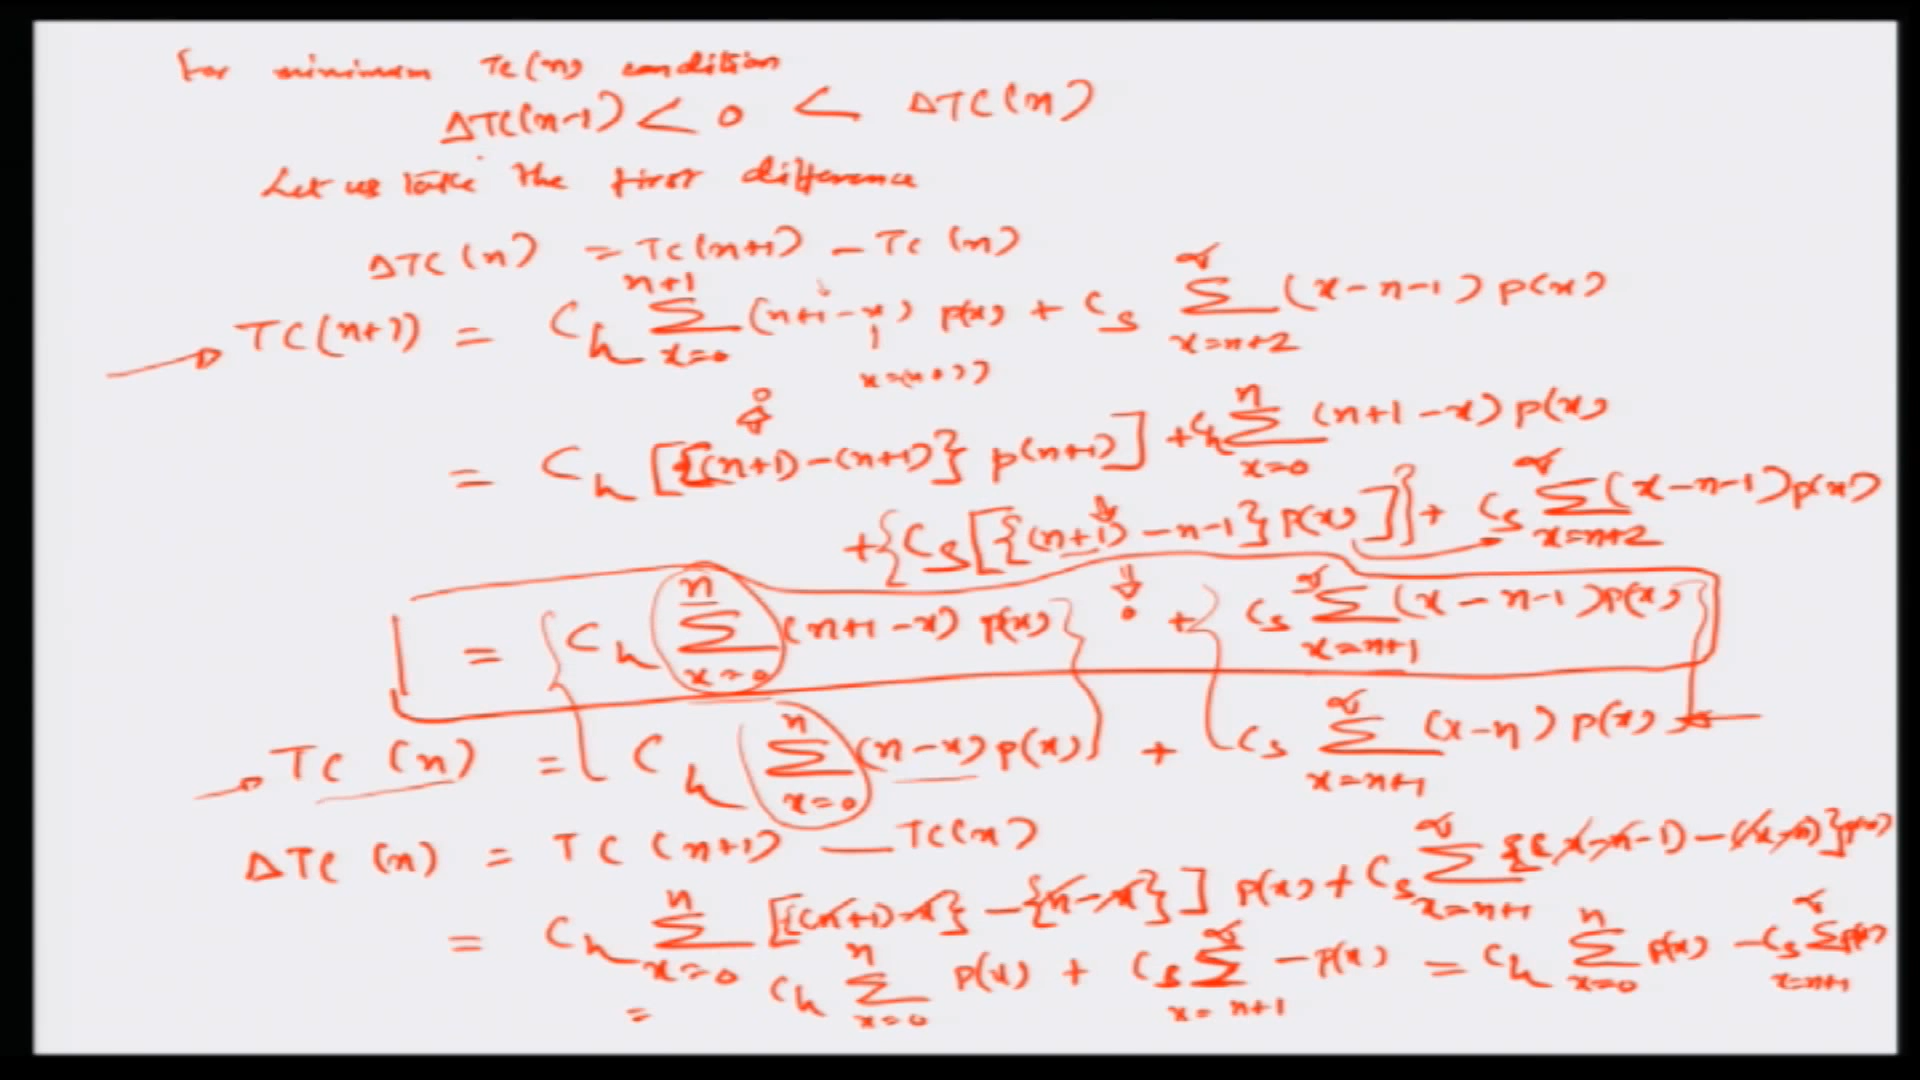 For minimum TC(n) condition
ΔTC(n-1) < 0 < ΔTC(n)
Let us take the first difference
ΔTC(n) = TC(n+1) - TC(n)
TC(n+1) = C_h Σ_{x=0}^{n+1} (n+1-x) p(x) + C_s Σ_{x=n+2}^{∝} (x-n-1) p(x)
x=(n+1)
0
= C_h [{(n+1)-(n+1)} p(n+1)] + C_h Σ_{x=0}^{n} (n+1-x) p(x)
+ {C_s [{(n+1)-n-1} p(x)]} + C_s Σ_{x=n+2}^{∝} (x-n-1) p(x)
= C_h Σ_{x=0}^{n} (n+1-x) p(x) 0 + C_s Σ_{x=n+1}^{∝} (x-n-1) p(x)
TC(n) = C_h Σ_{x=0}^{n} (n-x) p(x) + C_s Σ_{x=n+1}^{∝} (x-n) p(x)
ΔTC(n) = TC(n+1) - TC(n)
= C_h Σ_{x=0}^{n} [{(n+1)-x} - {n-x}] p(x) + C_s Σ_{x=n+1}^{∝} {(x-n-1)-(x-n)} p(x)
= C_h Σ_{x=0}^{n} p(x) + C_s Σ_{x=n+1}^{∝} -p(x) = C_h Σ_{x=0}^{n} p(x) - C_s Σ_{x=n+1}^{∝} p(x)